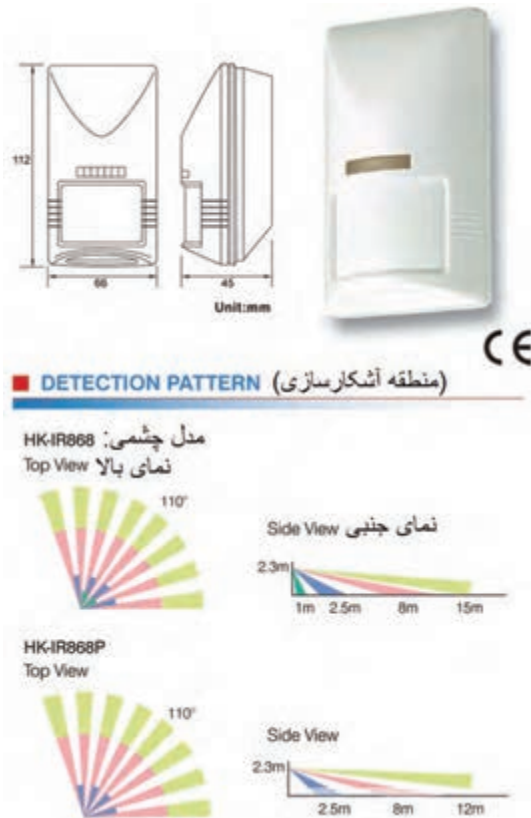 112
66
45
Unit:mm
CE
DETECTION PATTERN (منطقه آشکارسازی)
HK-IR868 مدل چشمی:
Top View نمای بالا
110°
Side View نمای جنبی
2.3m
1m 2.5m 8m 15m
HK-IR868P
Top View
110°
Side View
2.3m
2.5m 8m 12m